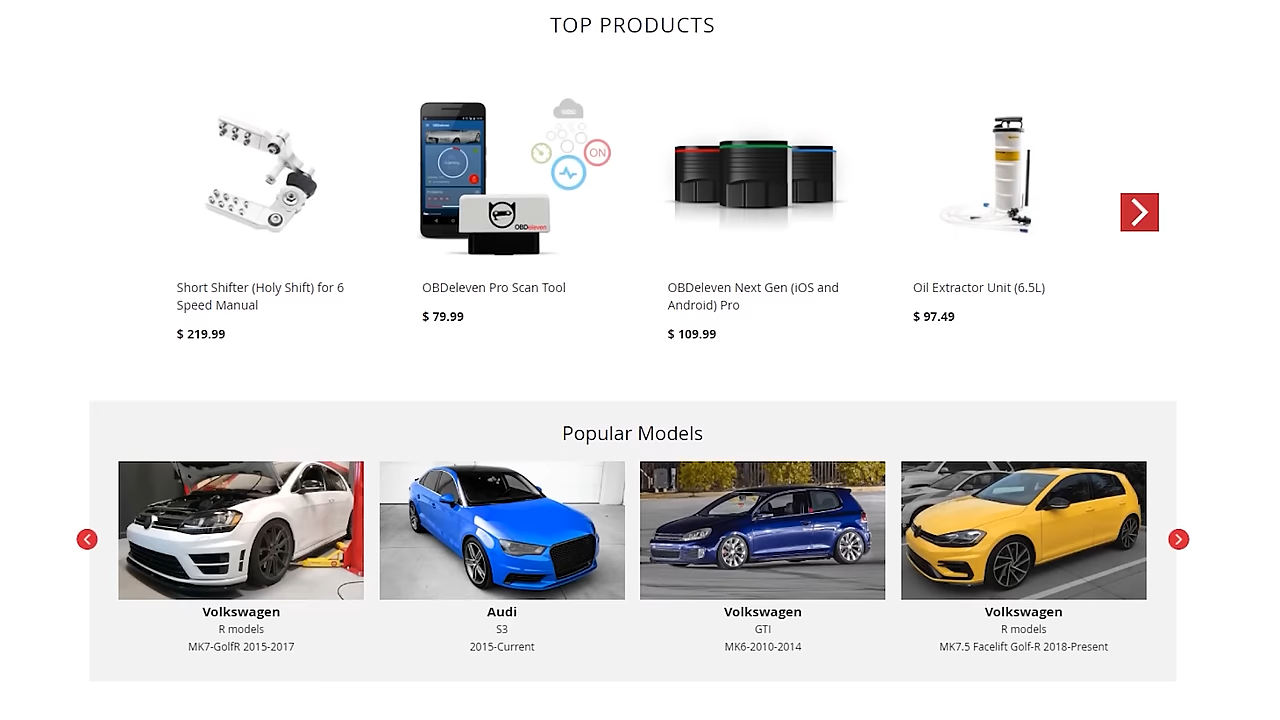 TOP PRODUCTS
ON
OBDeleven
Short Shifter (Holy Shift) for 6
Speed Manual
$ 219.99
OBDeleven Pro Scan Tool
$ 79.99
OBDeleven Next Gen (iOS and
Android) Pro
$ 109.99
Oil Extractor Unit (6.5L)
$ 97.49
Popular Models
Volkswagen
R models
MK7-GolfR 2015-2017
Audi
S3
2015-Current
Volkswagen
GTI
MK6-2010-2014
Volkswagen
R models
MK7.5 Facelift Golf-R 2018-Present